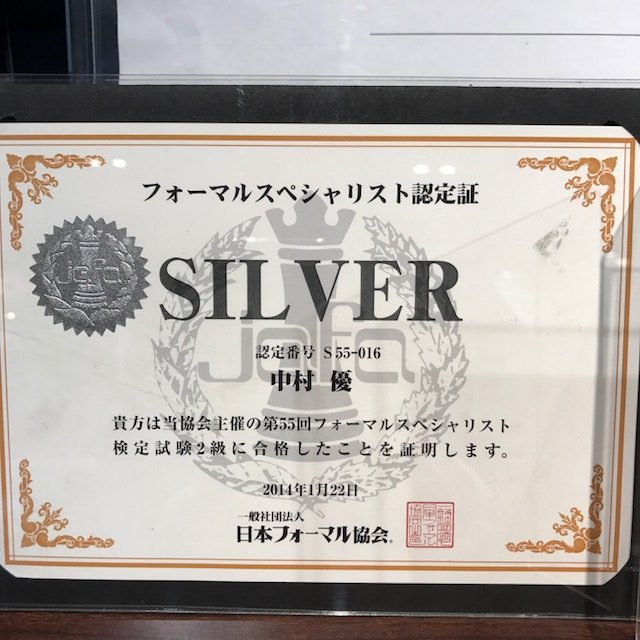 フォーマルスペシャリスト認定証
jafa
SILVER
jafa
認定番号 S55-016
中村 優
貴方は当協会主催の第55回フォーマルスペシャリスト
検定試験2級に合格したことを証明します。
2014年1月22日
一般社団法人
日本フォーマル協会®